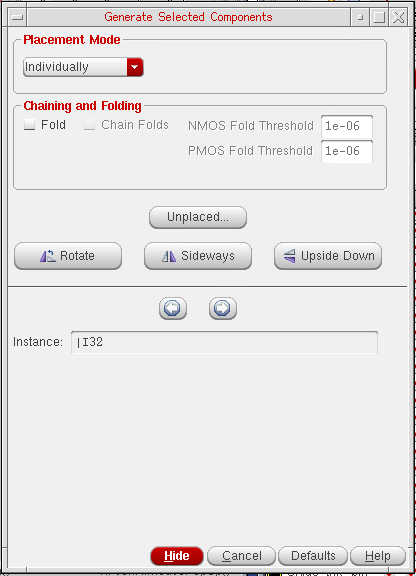 Generate Selected Components
Placement Mode
Individually
Chaining and Folding
Fold Chain Folds NMOS Fold Threshold 1e-06
PMOS Fold Threshold 1e-06
Unplaced...
Rotate Sideways Upside Down
Instance: |I32
Hide Cancel Defaults Help